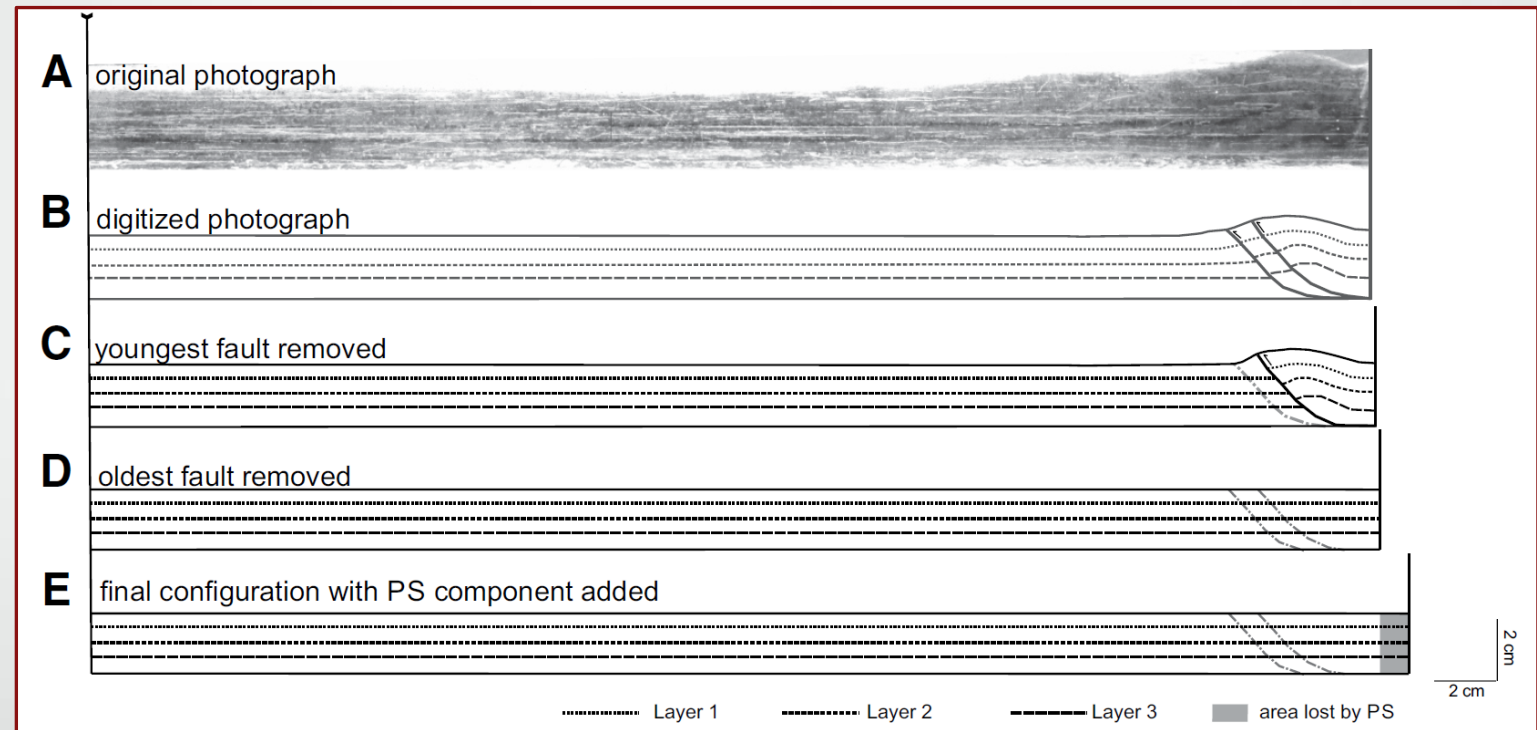 A original photograph
B digitized photograph
C youngest fault removed
D oldest fault removed
E final configuration with PS component added
2 cm
2 cm
Layer 1 Layer 2 Layer 3 area lost by PS